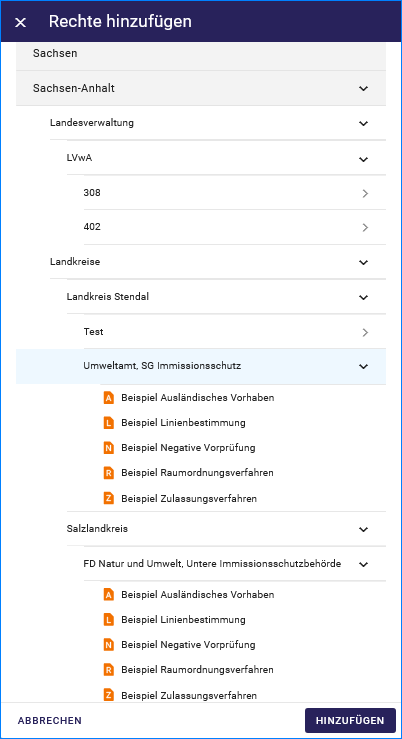 Rechte hinzufügen
Sachsen
Sachsen-Anhalt
Landesverwaltung
LVwA
308
402
Landkreise
Landkreis Stendal
Test
Umweltamt, SG Immissionsschutz
A Beispiel Ausländisches Vorhaben
L Beispiel Linienbestimmung
N Beispiel Negative Vorprüfung
R Beispiel Raumordnungsverfahren
Z Beispiel Zulassungsverfahren
Salzlandkreis
FD Natur und Umwelt, Untere Immissionsschutzbehörde
A Beispiel Ausländisches Vorhaben
L Beispiel Linienbestimmung
N Beispiel Negative Vorprüfung
R Beispiel Raumordnungsverfahren
Z Beispiel Zulassungsverfahren
ABBRECHEN HINZUFÜGEN